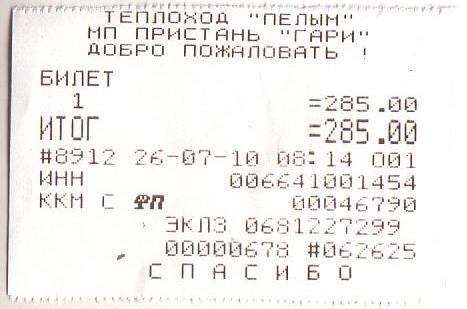 ТЕПЛОХОД "ПЕЛЫМ"
МП ПРИСТАНЬ "ГАРИ"
ДОБРО ПОЖАЛОВАТЬ !
БИЛЕТ
1 =285.00
ИТОГ =285.00
#8912 26-07-10 08:14 001
ИНН 006641001454
ККМ С ФП 00046790
ЭКЛЗ 0681227299
00000678 #062625
С П А С И Б О